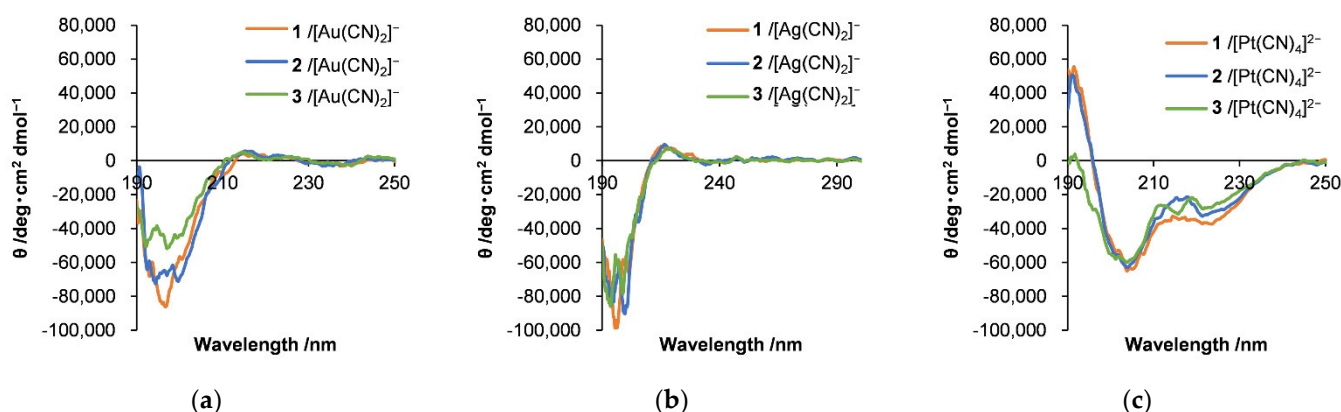 80,000
60,000
40,000
20,000
0
-20,000
-40,000
-60,000
-80,000
-100,000
θ /deg·cm² dmol⁻¹
1 /[Au(CN)₂]⁻
2 /[Au(CN)₂]⁻
3 /[Au(CN)₂]⁻
190 210 230 250
Wavelength /nm
(a)
80,000
60,000
40,000
20,000
0
-20,000
-40,000
-60,000
-80,000
-100,000
θ /deg·cm² dmol⁻¹
1 /[Ag(CN)₂]⁻
2 /[Ag(CN)₂]⁻
3 /[Ag(CN)₂]⁻
190 240 290
Wavelength /nm
(b)
80,000
60,000
40,000
20,000
0
-20,000
-40,000
-60,000
-80,000
-100,000
θ /deg·cm² dmol⁻¹
1 /[Pt(CN)₄]²⁻
2 /[Pt(CN)₄]²⁻
3 /[Pt(CN)₄]²⁻
190 210 230 250
Wavelength /nm
(c)